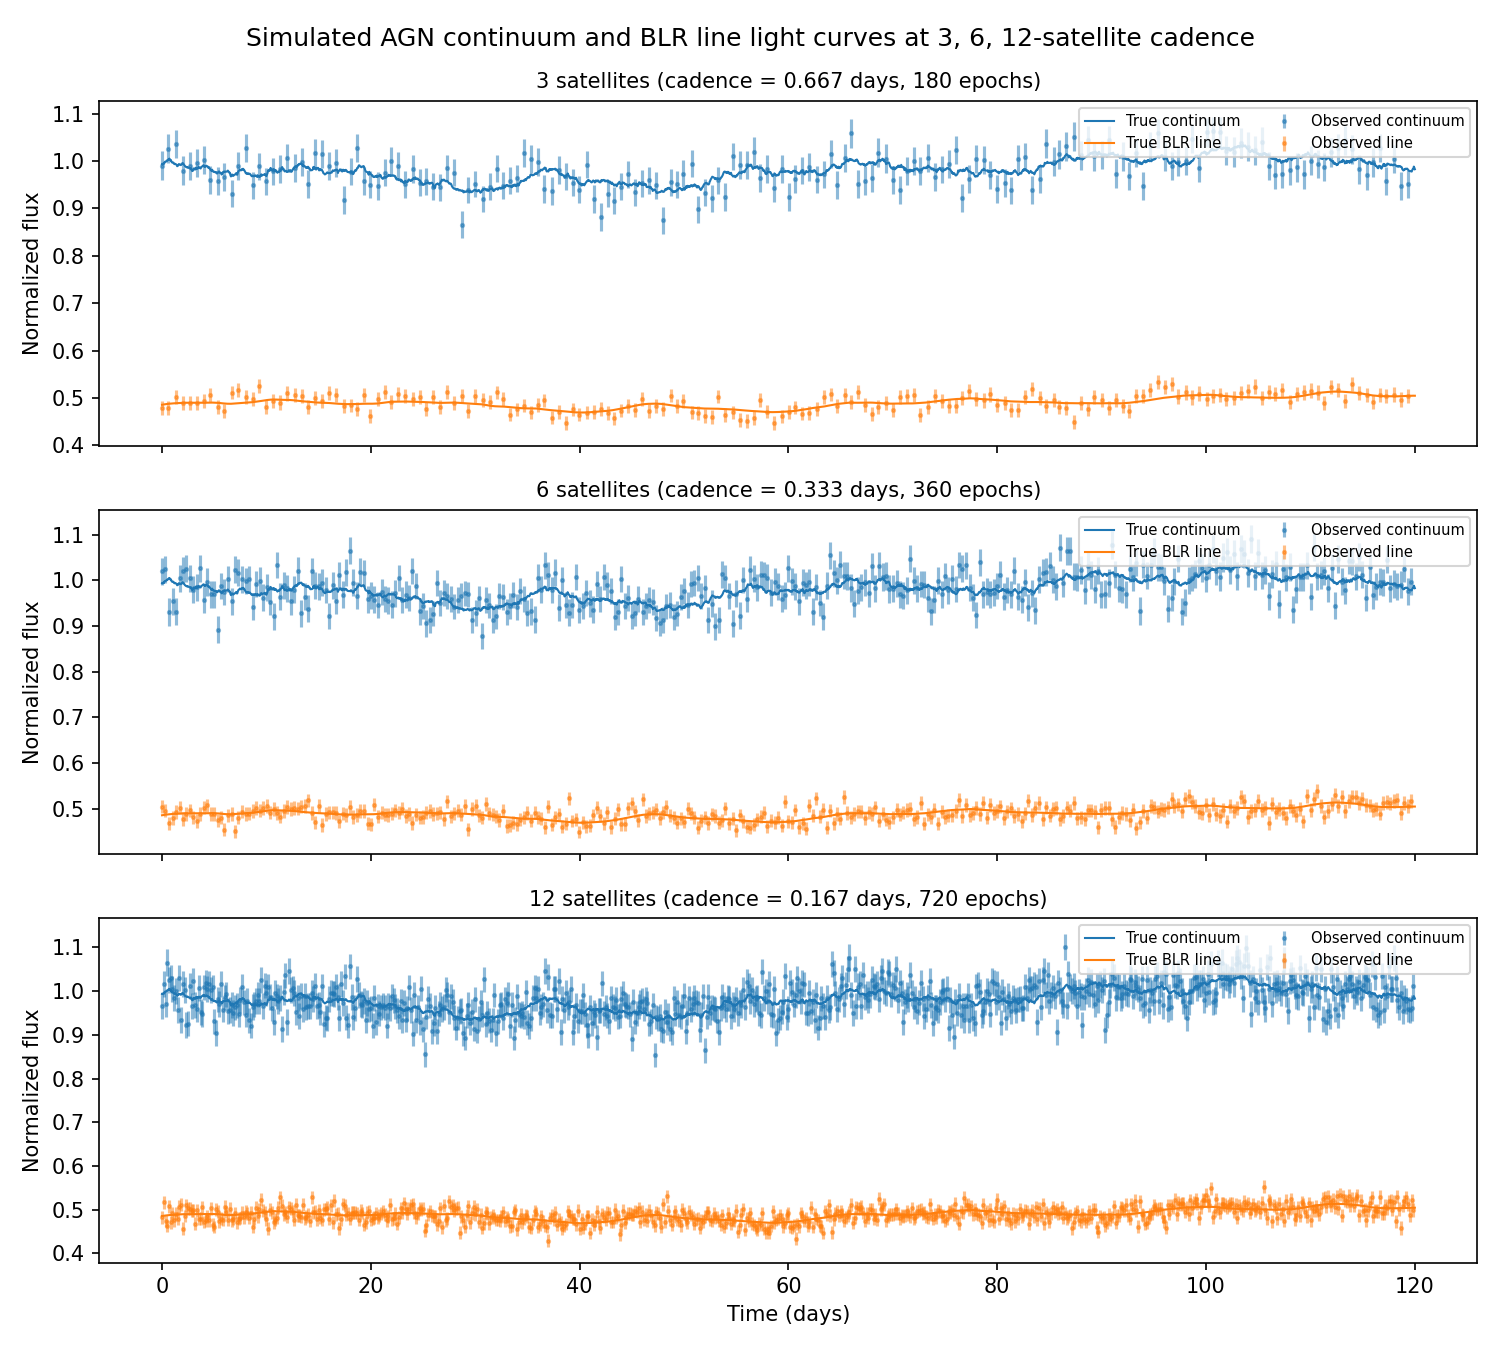 Simulated AGN continuum and BLR line light curves at 3, 6, 12-satellite cadence
3 satellites (cadence = 0.667 days, 180 epochs)
Normalized flux
1.1
1.0
0.9
0.8
0.7
0.6
0.5
0.4
True continuum
True BLR line
Observed continuum
Observed line
6 satellites (cadence = 0.333 days, 360 epochs)
Normalized flux
1.1
1.0
0.9
0.8
0.7
0.6
0.5
True continuum
True BLR line
Observed continuum
Observed line
12 satellites (cadence = 0.167 days, 720 epochs)
Normalized flux
1.1
1.0
0.9
0.8
0.7
0.6
0.5
0.4
True continuum
True BLR line
Observed continuum
Observed line
0 20 40 60 80 100 120
Time (days)